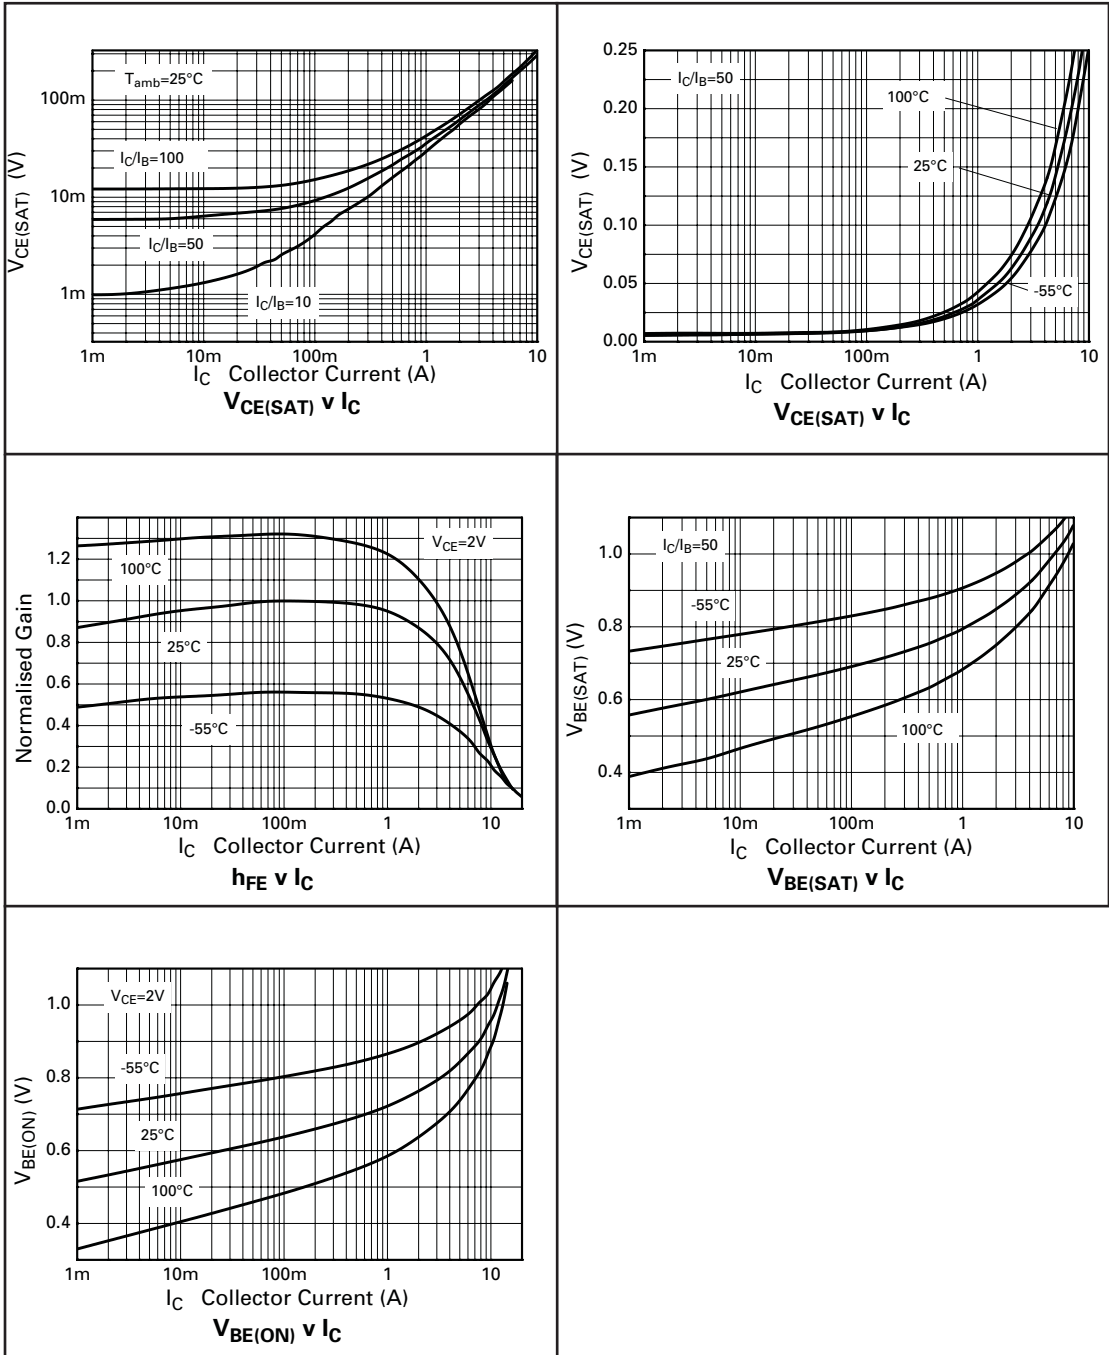 T_amb=25°C
100m
I_C/I_B=100
10m
I_C/I_B=50
1m
I_C/I_B=10
V_CE(SAT) (V)
1m 10m 100m 1 10
I_C Collector Current (A)
V_CE(SAT) v I_C
0.25
I_C/I_B=50
0.20
100°C
0.15
25°C
0.10
0.05
-55°C
0.00
V_CE(SAT) (V)
1m 10m 100m 1 10
I_C Collector Current (A)
V_CE(SAT) v I_C
V_CE=2V
1.2
100°C
1.0
0.8
25°C
0.6
0.4
-55°C
0.2
0.0
Normalised Gain
1m 10m 100m 1 10
I_C Collector Current (A)
h_FE v I_C
1.0
I_C/I_B=50
-55°C
0.8
25°C
0.6
100°C
0.4
V_BE(SAT) (V)
1m 10m 100m 1 10
I_C Collector Current (A)
V_BE(SAT) v I_C
1.0
V_CE=2V
-55°C
0.8
25°C
0.6
100°C
0.4
V_BE(ON) (V)
1m 10m 100m 1 10
I_C Collector Current (A)
V_BE(ON) v I_C